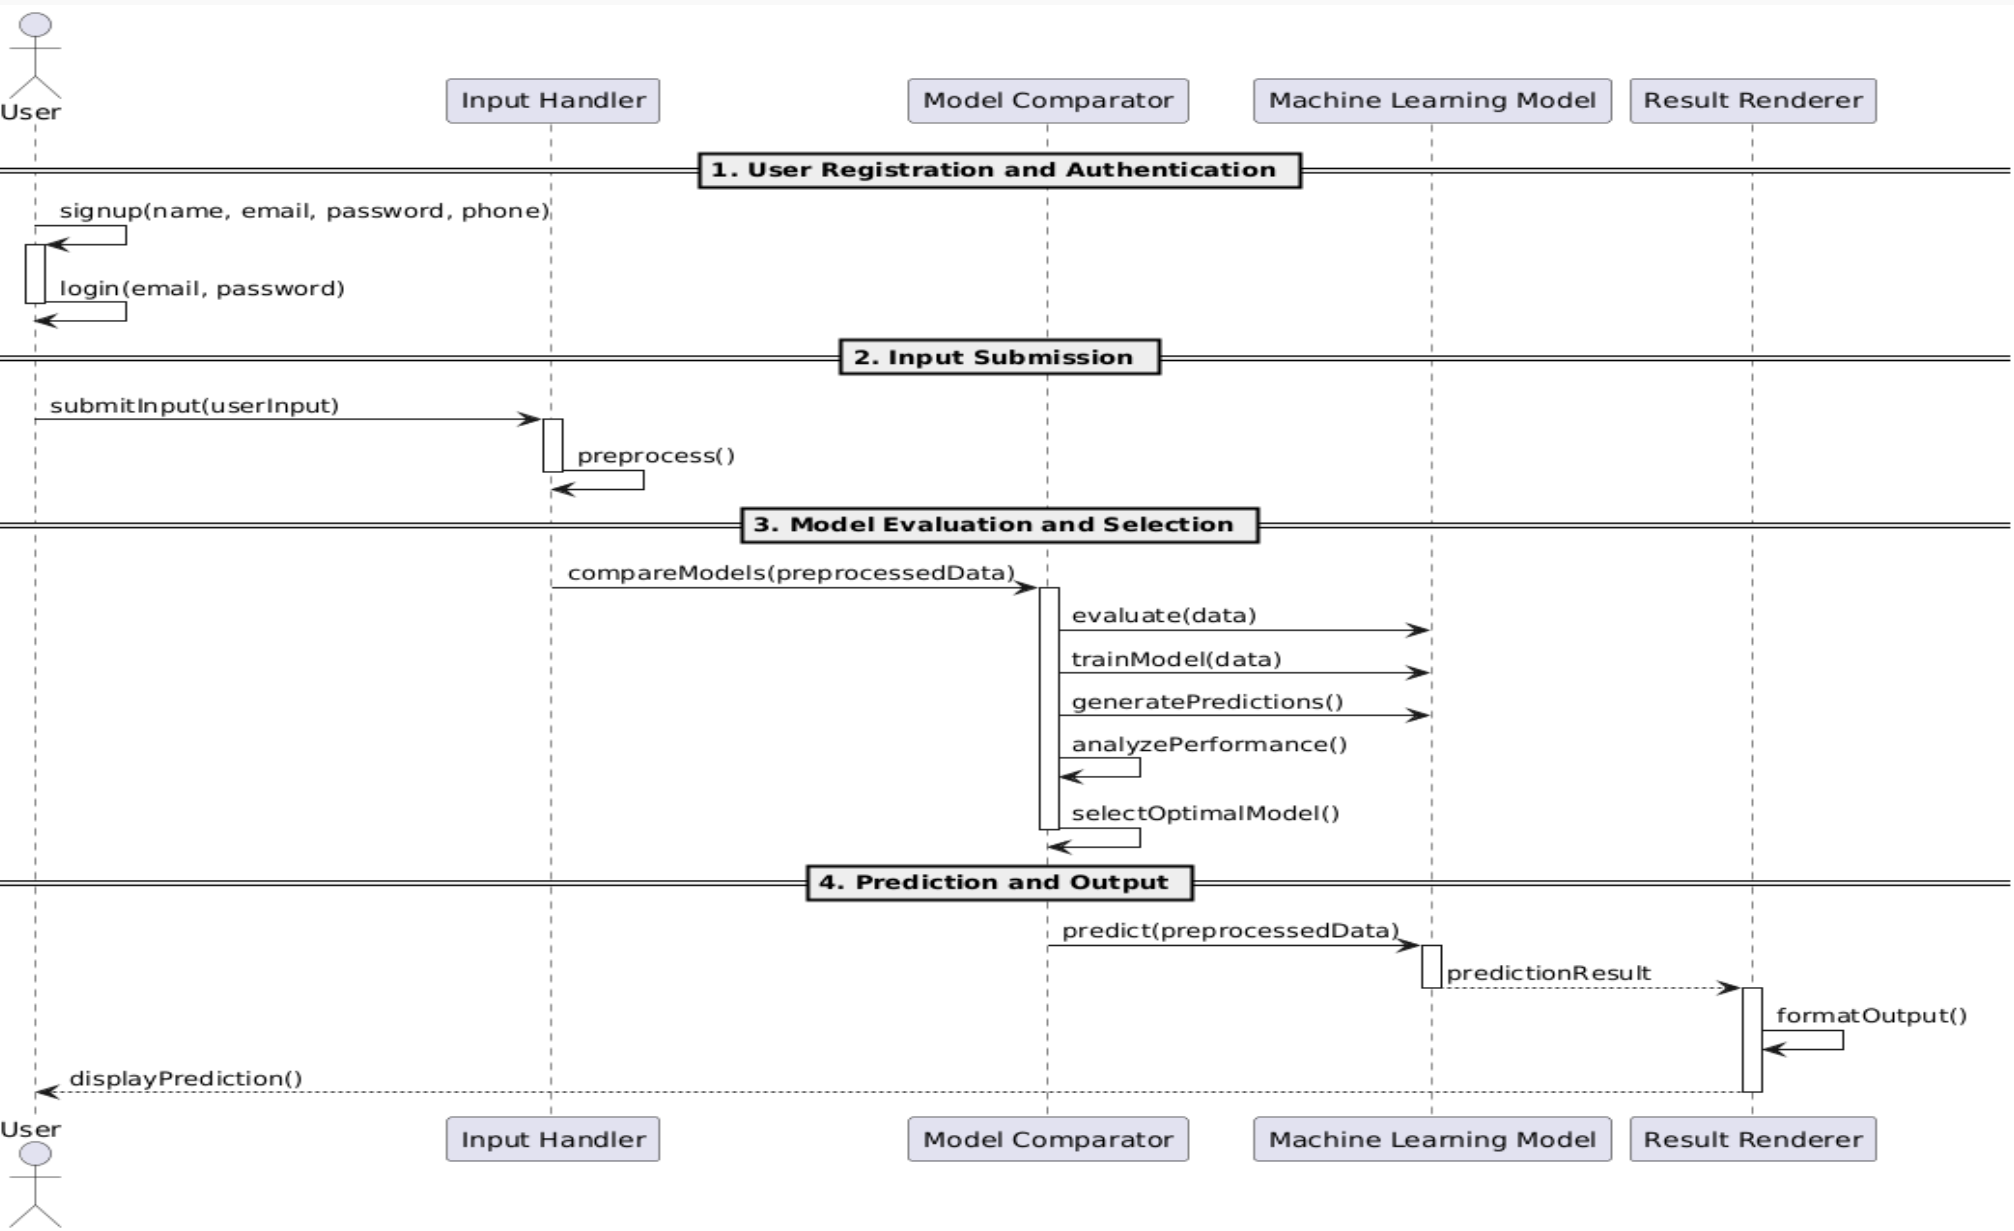 User
Input Handler
Model Comparator
Machine Learning Model
Result Renderer
1. User Registration and Authentication
signup(name, email, password, phone)
login(email, password)
2. Input Submission
submitInput(userInput)
preprocess()
3. Model Evaluation and Selection
compareModels(preprocessedData)
evaluate(data)
trainModel(data)
generatePredictions()
analyzePerformance()
selectOptimalModel()
4. Prediction and Output
predict(preprocessedData)
predictionResult
formatOutput()
displayPrediction()
User
Input Handler
Model Comparator
Machine Learning Model
Result Renderer